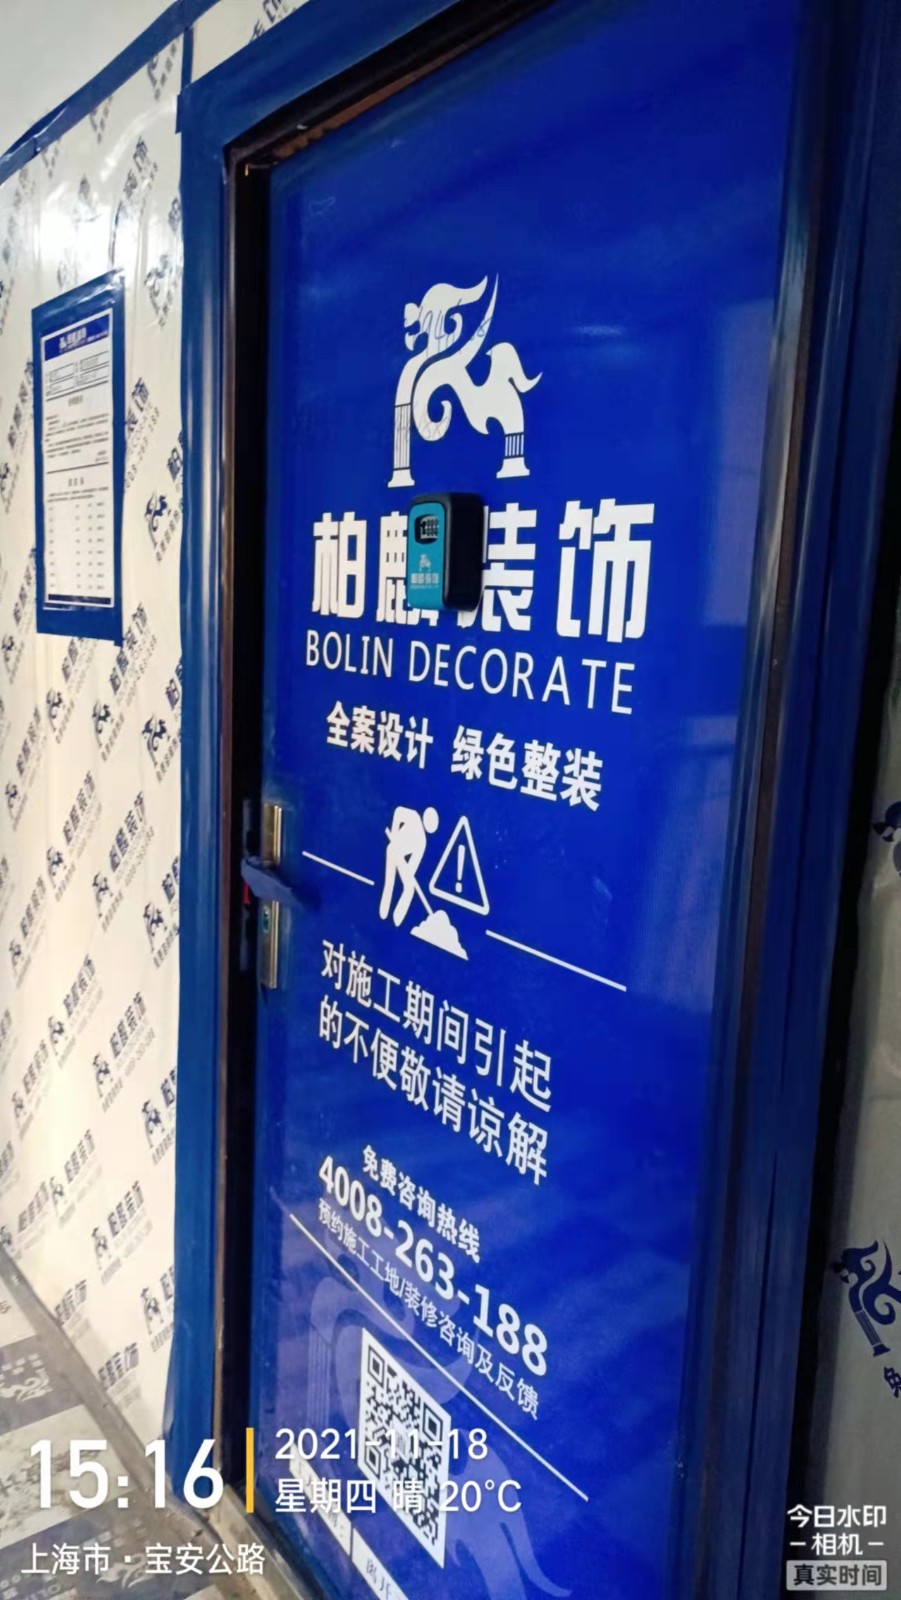 柏麒装饰
BOLIN DECORATE
全案设计 绿色整装
对施工期间引起
的不便敬请谅解
免费咨询热线
4008-263-188
预约施工工地/装修咨询及反馈
15:16
2021-11-18
星期四 晴 20°C
上海市·宝安公路
今日水印
-相机-
真实时间